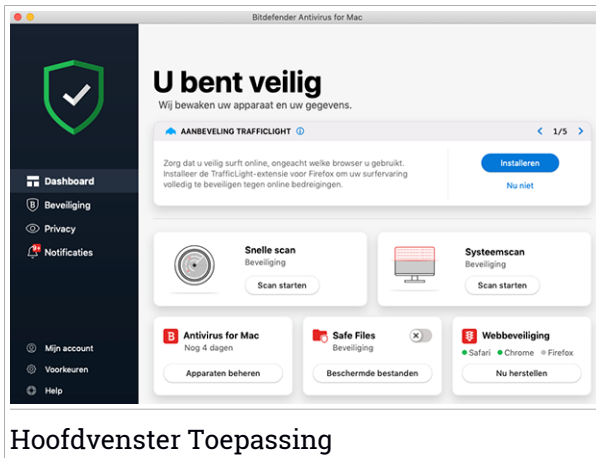 Bitdefender Antivirus for Mac
U bent veilig
Wij bewaken uw apparaat en uw gegevens.
AANBEVELING TRAFFICLIGHT
1/5
Zorg dat u veilig surft online, ongeacht welke browser u gebruikt.
Installeer de TrafficLight-extensie voor Firefox om uw surfervaring
volledig te beveiligen tegen online bedreigingen.
Installeren
Nu niet
Dashboard
B Beveiliging
Privacy
9+
Notificaties
Snelle scan
Beveiliging
Scan starten
Systeemscan
Beveiliging
Scan starten
B Antivirus for Mac
Nog 4 dagen
Apparaten beheren
Safe Files
Beveiliging
Beschermde bestanden
Webbeveiliging
Safari Chrome Firefox
Nu herstellen
Mijn account
Voorkeuren
Help
Hoofdvenster Toepassing